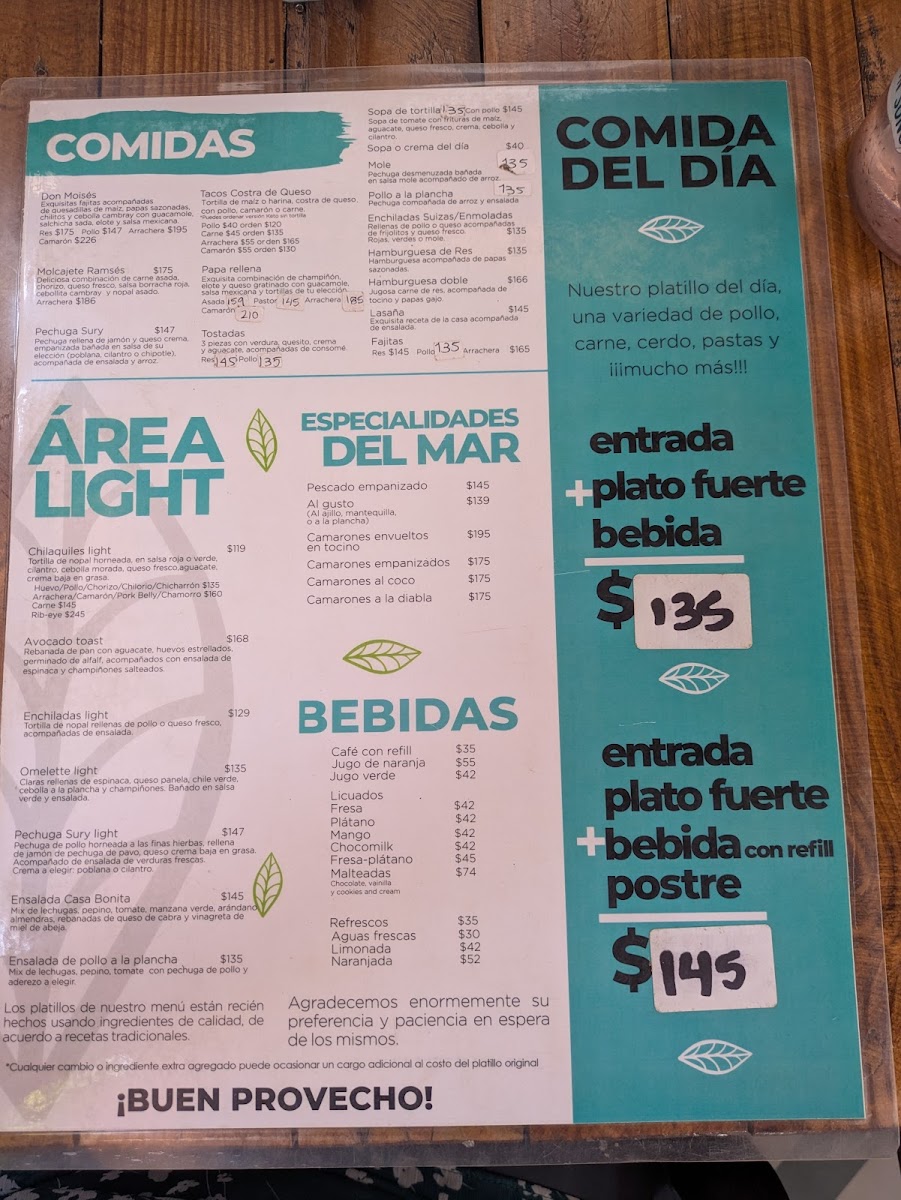 COMIDAS
Don Moisés
Exquisitas fajitas acompañadas
de quesadillas de maíz, papas sazonadas,
chilitos y cebolla cambray con guacamole,
salchicha sada, elote y salsa mexicana.
Res $175 Pollo $147 Arrachera $195
Camarón $226
Molcajete Ramsés $175
Deliciosa combinación de carne asada,
chorizo, queso fresco, salsa borracha roja,
cebollita cambray y nopal asado.
Arrachera $186
Pechuga Sury $147
Pechuga rellena de jamón y queso crema,
empanizada bañada en salsa de su
elección (poblana, cilantro o chipotle),
acompañada de ensalada y arroz.
Tacos Costra de Queso
Tortilla de maíz o harina, costra de queso,
con pollo, camarón o carne.
*Puedes ordenar versión Keto sin tortilla
Pollo $40 orden $120
Carne $45 orden $135
Arrachera $55 orden $165
Camarón $55 orden $130
Papa rellena
Exquisita combinación de champiñón,
elote y queso gratinado con guacamole,
salsa mexicana y tortillas de tu elección.
Asada 159 Pastor 145 Arrachera 185
Camarón 210
Tostadas
3 piezas con verdura, quesito, crema
y aguacate, acompañadas de consomé.
Res 145 Pollo 135
Sopa de tortilla 135 Con pollo $145
Sopa de tomate con frituras de maíz,
aguacate, queso fresco, crema, cebolla y
cilantro.
Sopa o crema del día $40
Mole 135
Pechuga desmenuzada bañada
en salsa mole acompañado de arroz.
Pollo a la plancha 135
Pechuga compañada de arroz y ensalada
Enchiladas Suizas/Enmoladas
Rellenas de pollo o queso acompañadas
de frijolitos y queso fresco. $135
Rojas, verdes o mole.
Hamburguesa de Res $135
Hamburguesa acompañada de papas
sazonadas.
Hamburguesa doble $166
Jugosa carne de res, acompañada de
tocino y papas gajo.
Lasaña $145
Exquisita receta de la casa acompañada
de ensalada.
Fajitas
Res $145 Pollo 135 Arrachera $165
ÁREA
LIGHT
Chilaquiles light $119
Tortilla de nopal horneada, en salsa roja o verde,
cilantro, cebolla morada, queso fresco,aguacate,
crema baja en grasa.
Huevo/Pollo/Chorizo/Chilorio/Chicharrón $135
Arrachera/Camarón/Pork Belly/Chamorro $160
Carne $145
Rib-eye $245
Avocado toast $168
Rebanada de pan con aguacate, huevos estrellados,
germinado de alfalf, acompañados con ensalada de
espinaca y champiñones salteados.
Enchiladas light $129
Tortilla de nopal rellenas de pollo o queso fresco,
acompañadas de ensalada.
Omelette light $135
Claras rellenas de espinaca, queso panela, chile verde,
cebolla a la plancha y champiñones. Bañado en salsa
verde y ensalada.
Pechuga Sury light $147
Pechuga de pollo horneada a las finas hierbas, rellena
de jamón de pechuga de pavo, queso crema baja en grasa.
Acompañado de ensalada de verduras frescas.
Crema a elegir: poblana o cilantro.
Ensalada Casa Bonita $145
Mix de lechugas, pepino, tomate, manzana verde, arándano
almendras, rebanadas de queso de cabra y vinagreta de
miel de abeja.
Ensalada de pollo a la plancha $135
Mix de lechugas, pepino, tomate con pechuga de pollo y
aderezo a elegir.
ESPECIALIDADES
DEL MAR
Pescado empanizado $145
Al gusto $139
(Al ajillo, mantequilla,
o a la plancha)
Camarones envueltos $195
en tocino
Camarones empanizados $175
Camarones al coco $175
Camarones a la diabla $175
BEBIDAS
Café con refill $35
Jugo de naranja $55
Jugo verde $42
Licuados
Fresa $42
Plátano $42
Mango $42
Chocomilk $42
Fresa-plátano $45
Malteadas $74
Chocolate, vainilla
y cookies and cream
Refrescos $35
Aguas frescas $30
Limonada $42
Naranjada $52
Los platillos de nuestro menú están recién
hechos usando ingredientes de calidad, de
acuerdo a recetas tradicionales.
Agradecemos enormemente su
preferencia y paciencia en espera
de los mismos.
*Cualquier cambio o ingrediente extra agregado puede ocasionar un cargo adicional al costo del platillo original
¡BUEN PROVECHO!
COMIDA
DEL DÍA
Nuestro platillo del día,
una variedad de pollo,
carne, cerdo, pastas y
¡¡¡mucho más!!!
entrada
+plato fuerte
bebida
$ 135
entrada
plato fuerte
+bebida con refill
postre
$ 145